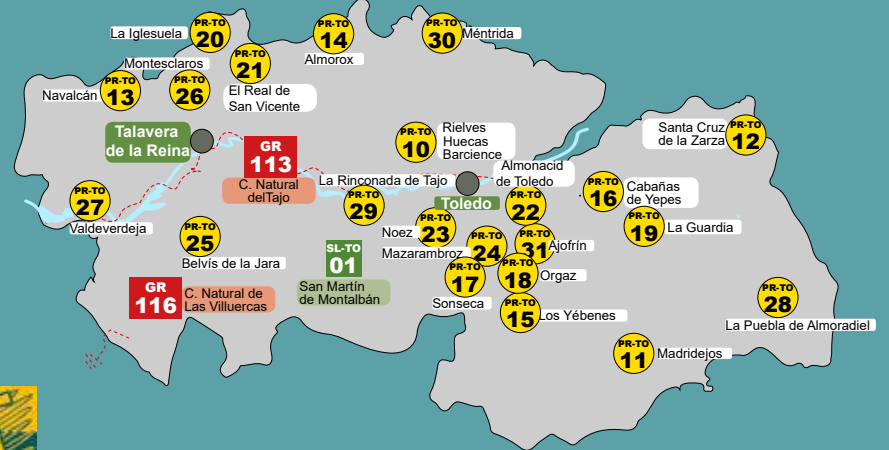 La Iglesuela
PR-TO
20
PR-TO
14
Almorox
PR-TO
30
Méntrida
Montesclaros
PR-TO
21
El Real de
San Vicente
Navalcán
PR-TO
13
PR-TO
26
Talavera
de la Reina
GR
113
C. Natural
delTajo
PR-TO
10
Rielves
Huecas
Barcience
Santa Cruz
de la Zarza
PR-TO
12
La Rinconada de Tajo
PR-TO
29
Almonacid
de Toledo
Toledo
PR-TO
22
PR-TO
16
Cabañas
de Yepes
PR-TO
27
Valdeverdeja
PR-TO
25
Belvís de la Jara
Noez
PR-TO
23
Mazarambroz
PR-TO
24
PR-TO
31
Ajofrín
PR-TO
19
La Guardia
SL-TO
01
San Martín
de Montalbán
PR-TO
17
Sonseca
PR-TO
18
Orgaz
GR
116
C. Natural de
Las Villuercas
PR-TO
15
Los Yébenes
PR-TO
28
La Puebla de Almoradiel
PR-TO
11
Madridejos